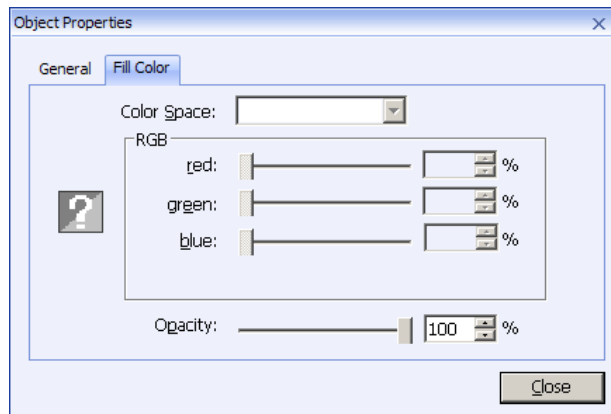 Object Properties
General Fill Color
Color Space:
RGB
red: %
green: %
blue: %
?
Opacity: 100 %
Close